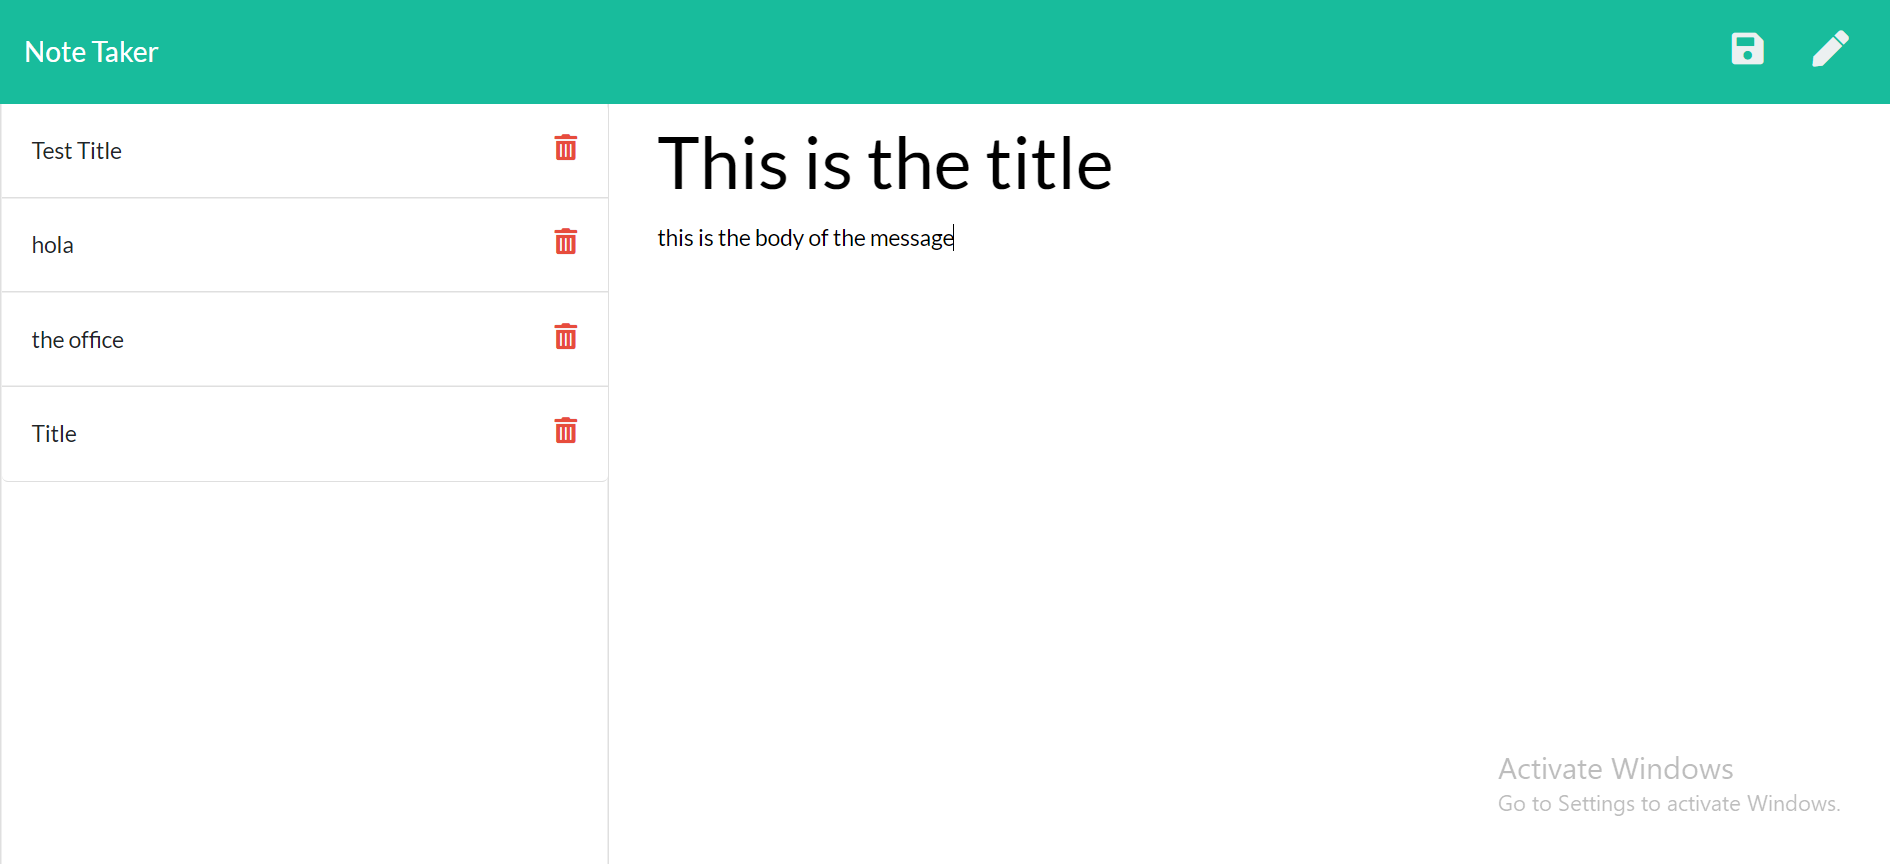 Note Taker
Test Title
hola
the office
Title
This is the title
this is the body of the message
Activate Windows
Go to Settings to activate Windows.